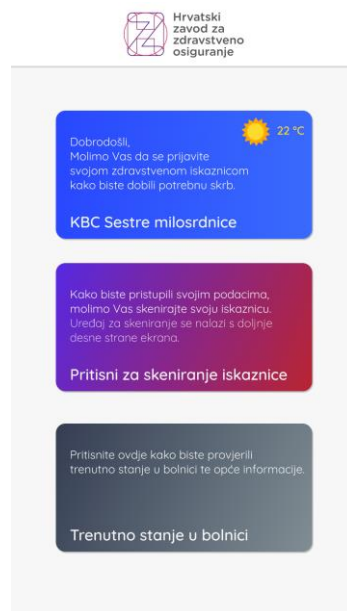 Hrvatski
zavod za
zdravstveno
osiguranje
22 °C
Dobrodošli,
Molimo Vas da se prijavite
svojom zdravstvenom iskaznicom
kako biste dobili potrebnu skrb.
KBC Sestre milosrdnice
Kako biste pristupili svojim podacima,
molimo Vas skenirajte svoju iskaznicu.
Uređaj za skeniranje se nalazi s doljnje
desne strane ekrana.
Pritisni za skeniranje iskaznice
Pritisnite ovdje kako biste provjerili
trenutno stanje u bolnici te opće informacije.
Trenutno stanje u bolnici